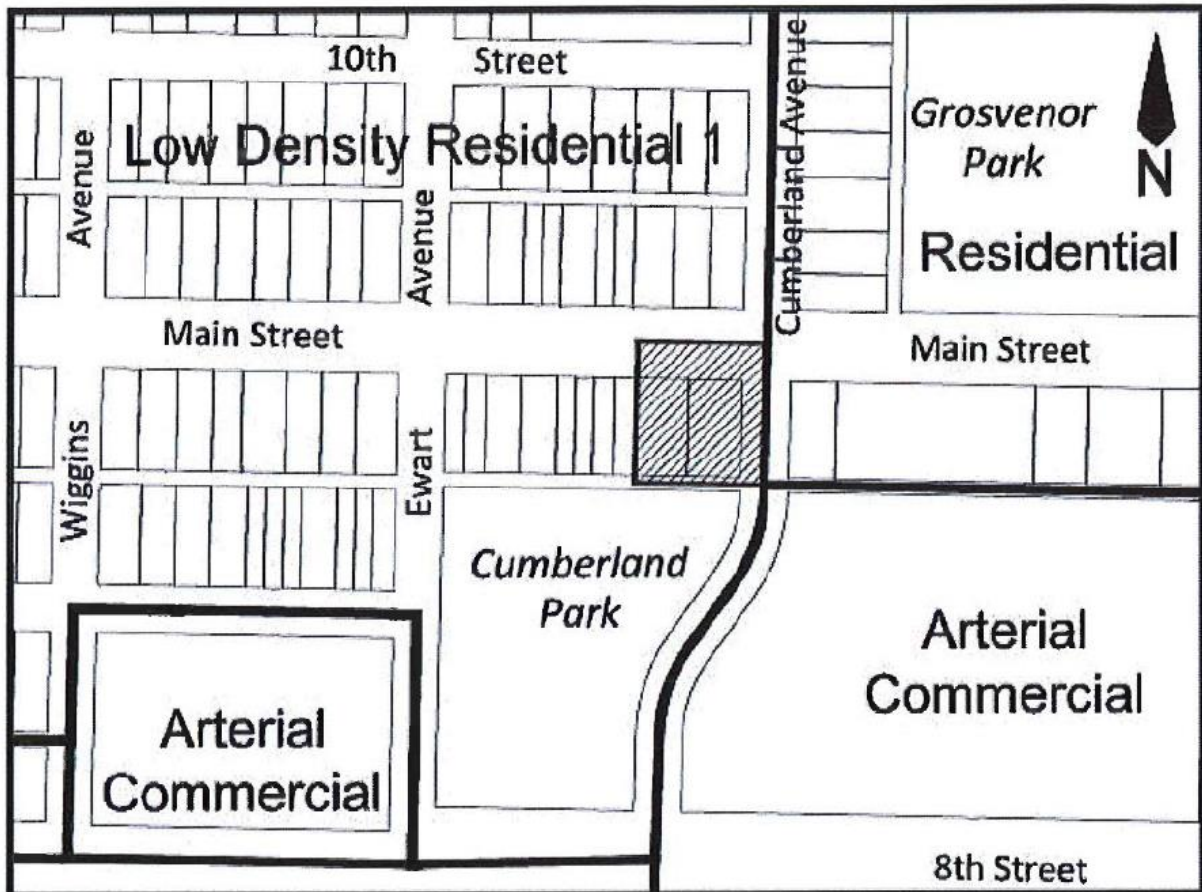 10th Street
Low Density Residential 1
Avenue
Avenue
Cumberland Avenue
Grosvenor
Park
N
Residential
Main Street
Main Street
Wiggins
Ewart
Cumberland
Park
Arterial
Commercial
Arterial
Commercial
8th Street